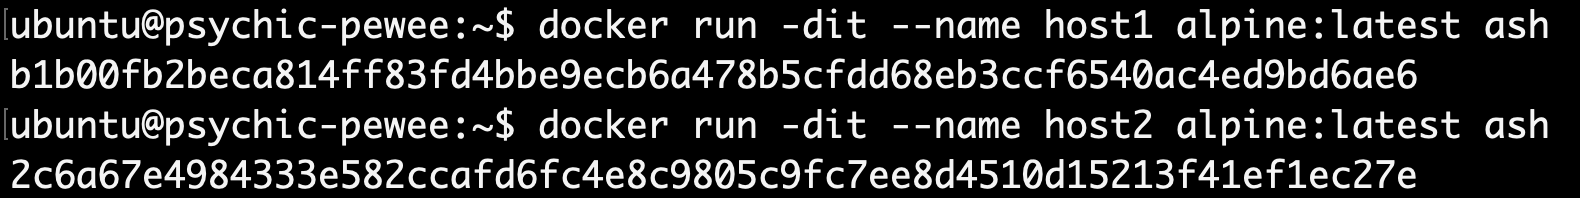 [ubuntu@psychic-pewee:~$ docker run -dit --name host1 alpine:latest ash
b1b00fb2beca814ff83fd4bbe9ecb6a478b5cfdd68eb3ccf6540ac4ed9bd6ae6
[ubuntu@psychic-pewee:~$ docker run -dit --name host2 alpine:latest ash
2c6a67e4984333e582ccafd6fc4e8c9805c9fc7ee8d4510d15213f41ef1ec27e